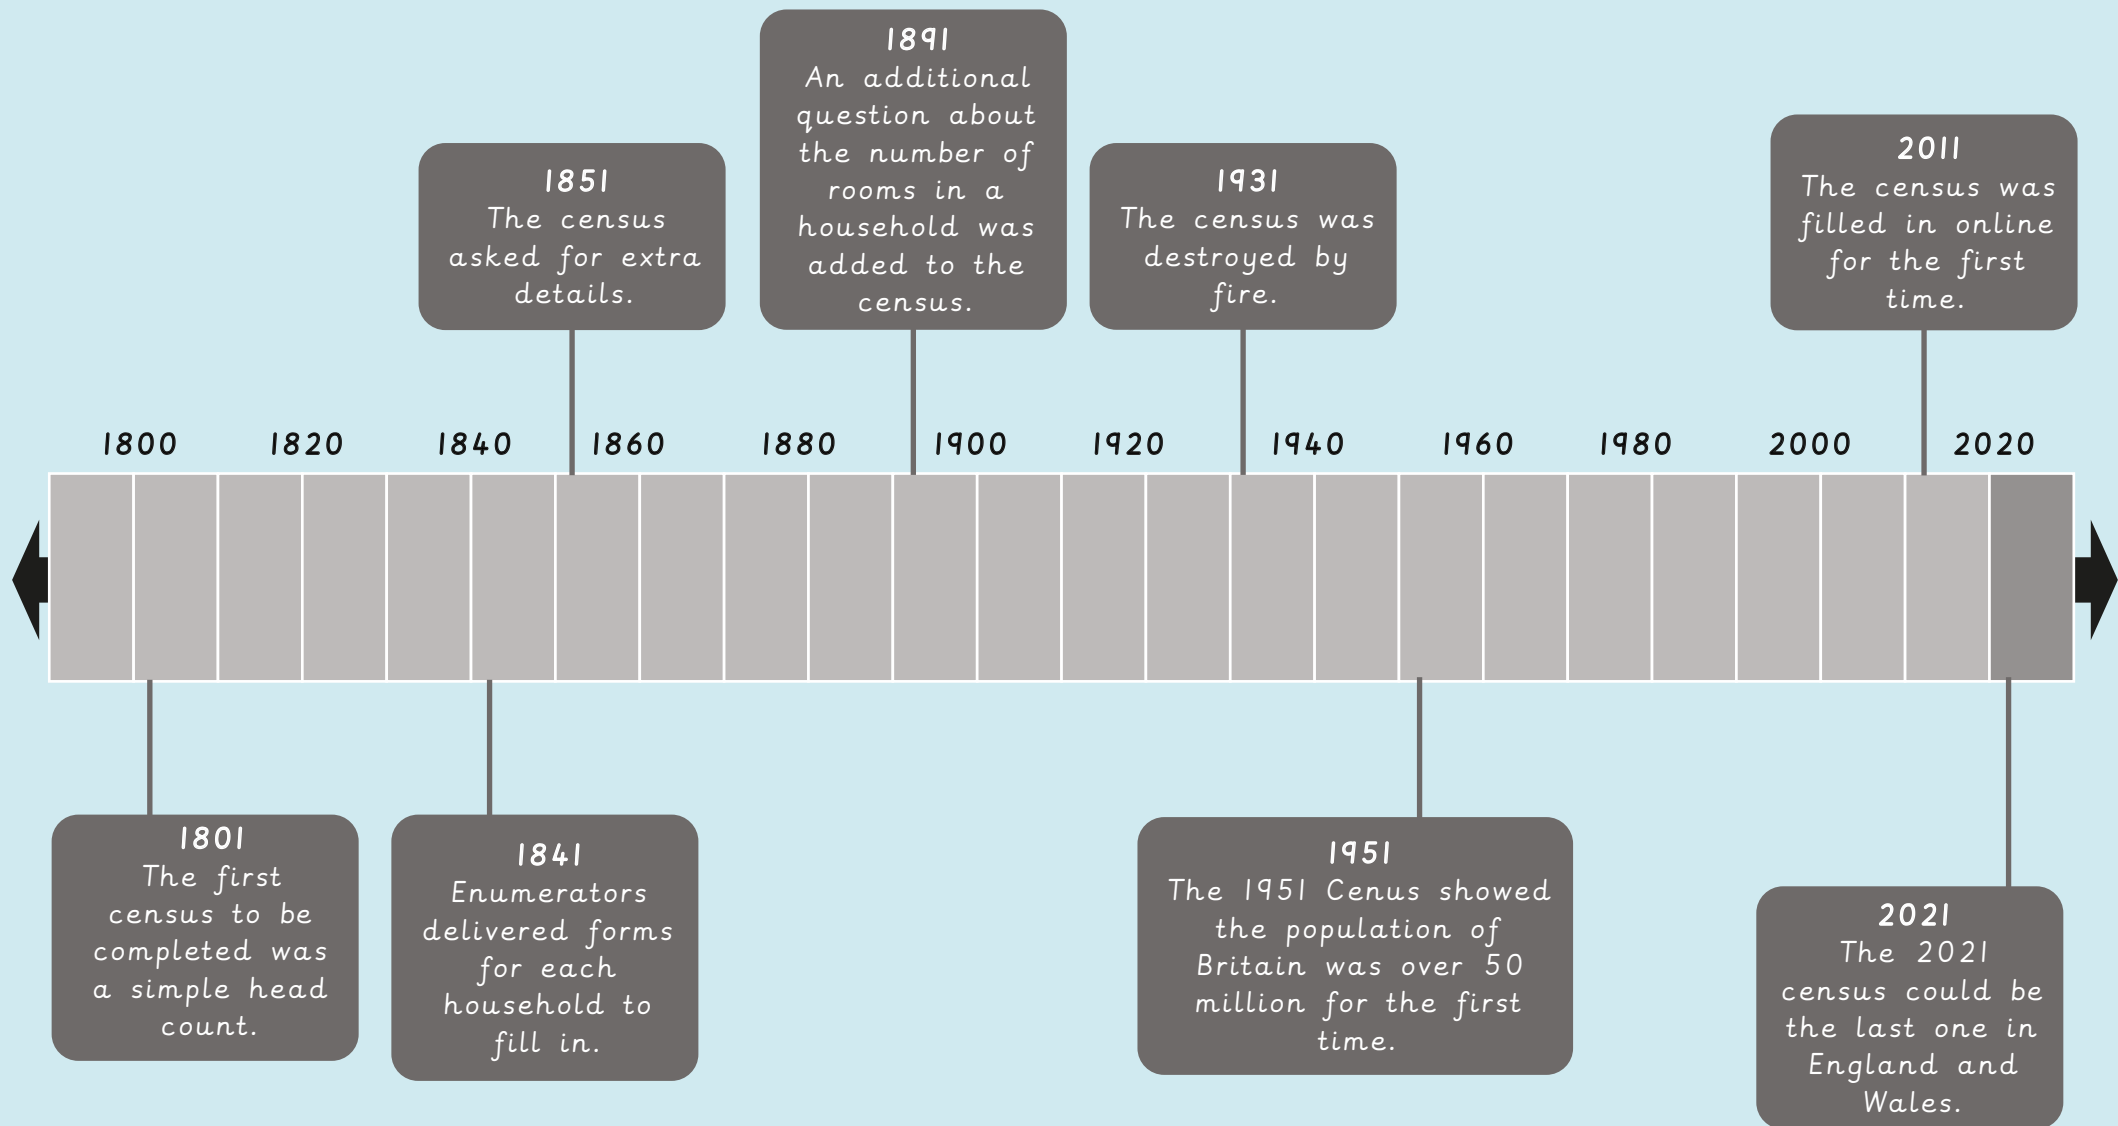 1891
An additional
question about
the number of
rooms in a
household was
added to the
census.
1851
The census
asked for extra
details.
1931
The census was
destroyed by
fire.
2011
The census was
filled in online
for the first
time.
1800 1820 1840 1860 1880 1900 1920 1940 1960 1980 2000 2020
1801
The first
census to be
completed was
a simple head
count.
1841
Enumerators
delivered forms
for each
household to
fill in.
1951
The 1951 Cenus showed
the population of
Britain was over 50
million for the first
time.
2021
The 2021
census could be
the last one in
England and
Wales.